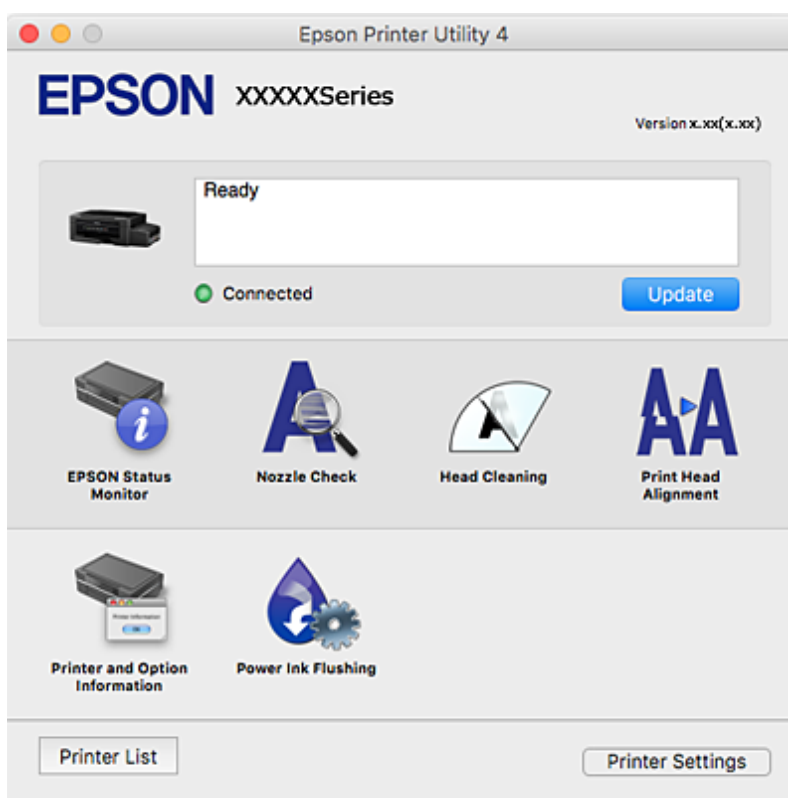 Epson Printer Utility 4
EPSON XXXXXSeries
Version x.xx(x.xx)
Ready
Connected
Update
EPSON Status
Monitor
Nozzle Check
Head Cleaning
Print Head
Alignment
Printer and Option
Information
Power Ink Flushing
Printer List
Printer Settings